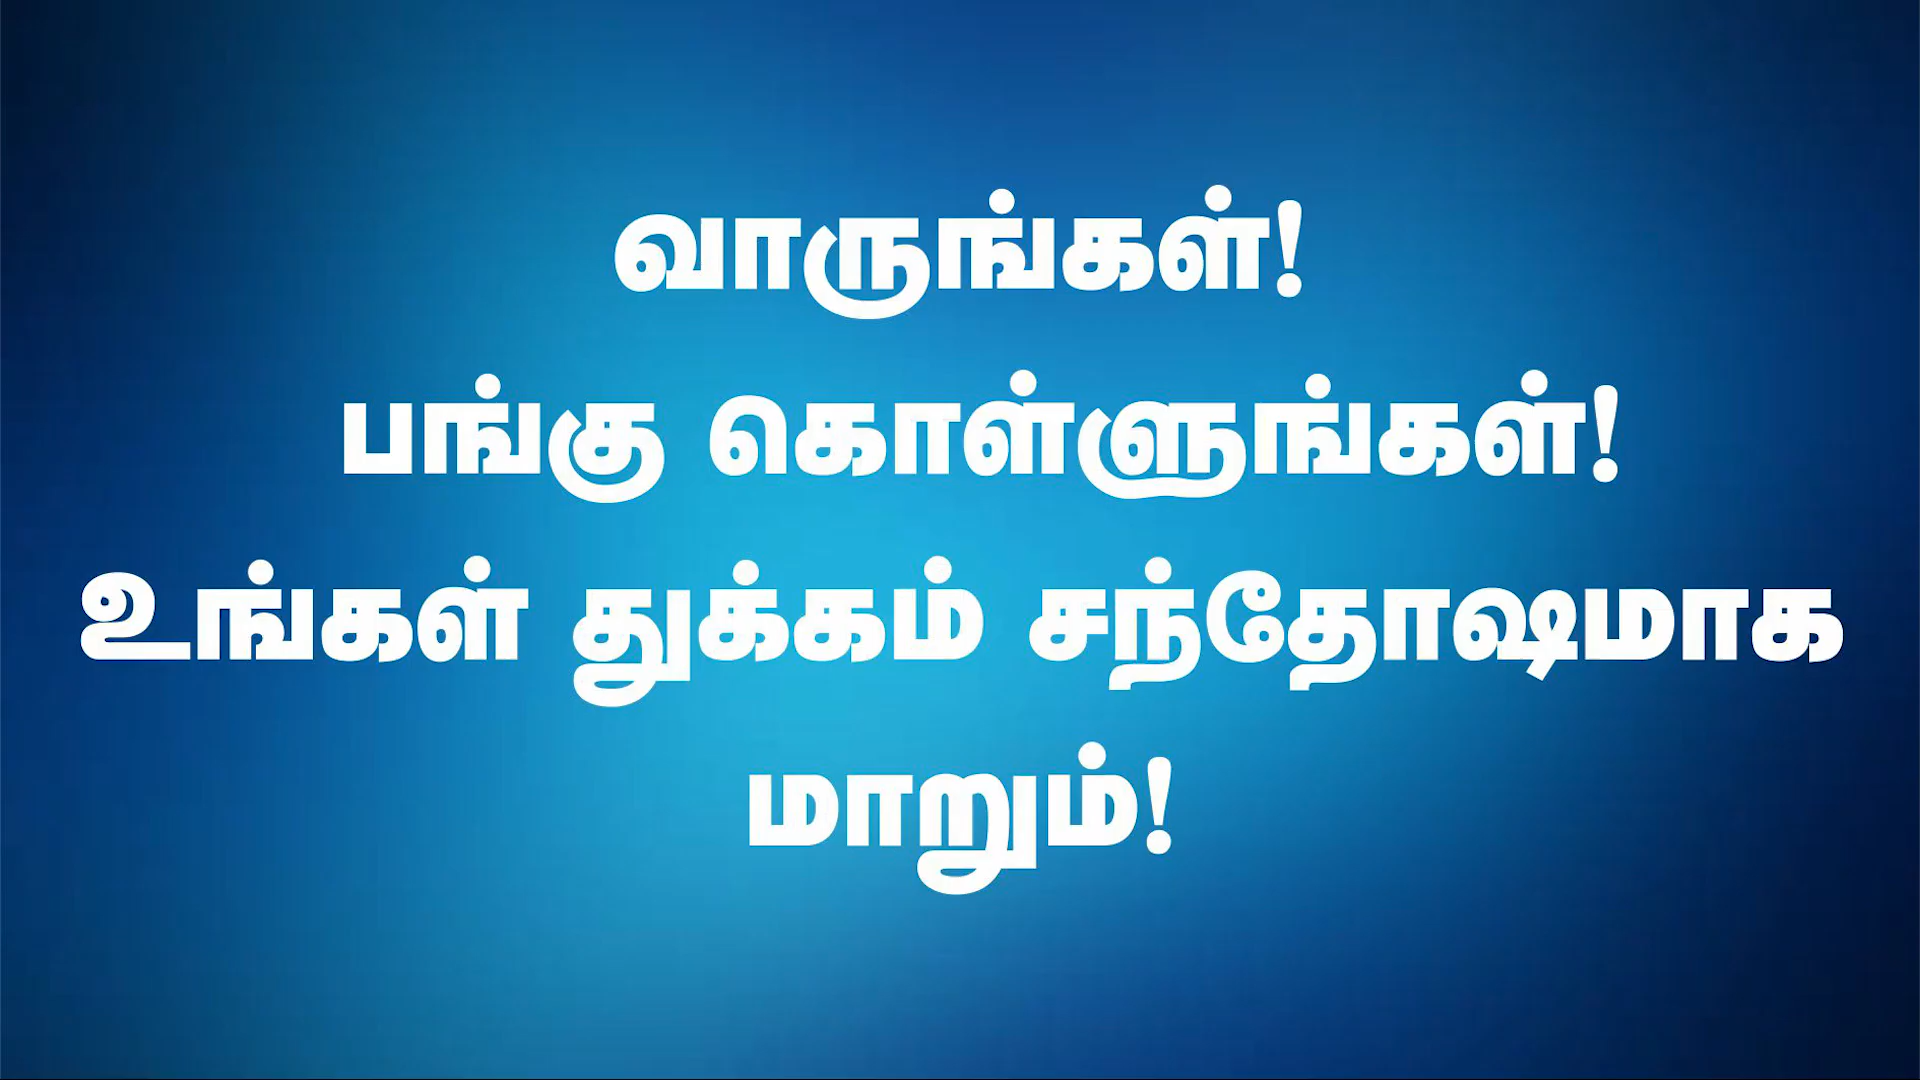 வாருங்கள்!
பங்கு கொள்ளுங்கள்!
உங்கள் துக்கம் சந்தோஷமாக
மாறும்!